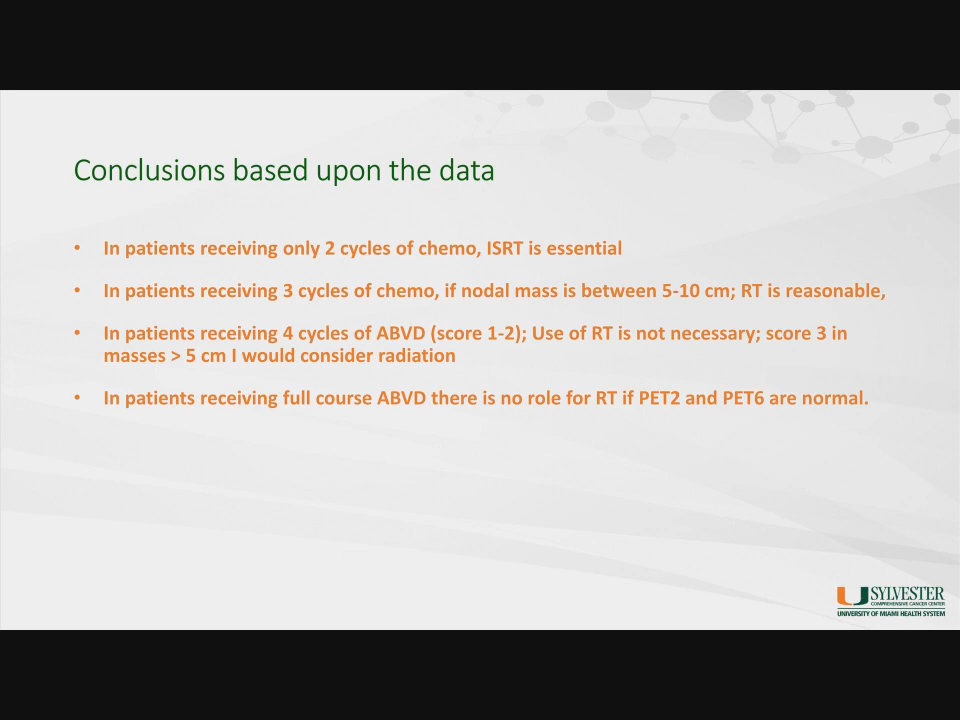 Conclusions based upon the data
• In patients receiving only 2 cycles of chemo, ISRT is essential
• In patients receiving 3 cycles of chemo, if nodal mass is between 5-10 cm; RT is reasonable,
• In patients receiving 4 cycles of ABVD (score 1-2); Use of RT is not necessary; score 3 in
masses > 5 cm I would consider radiation
• In patients receiving full course ABVD there is no role for RT if PET2 and PET6 are normal.
SYLVESTER
COMPREHENSIVE CANCER CENTER
UNIVERSITY OF MIAMI HEALTH SYSTEM